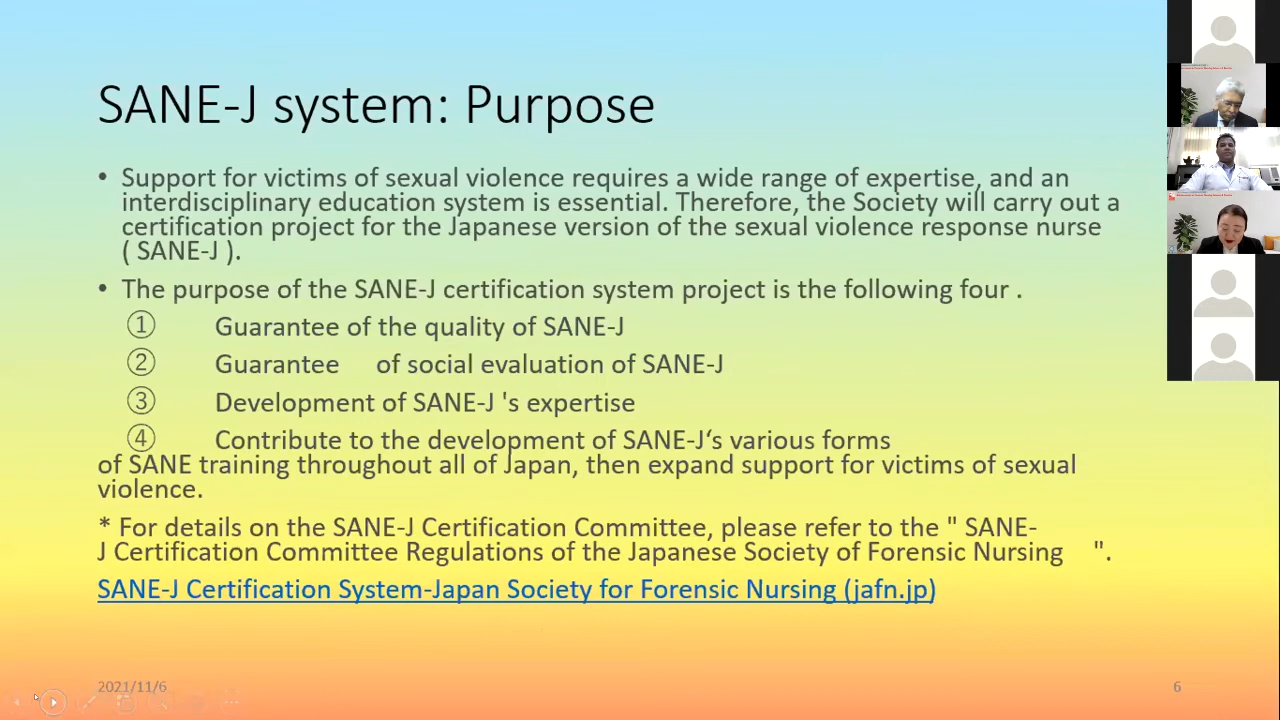 SANE-J system: Purpose
• Support for victims of sexual violence requires a wide range of expertise, and an
interdisciplinary education system is essential. Therefore, the Society will carry out a
certification project for the Japanese version of the sexual violence response nurse
( SANE-J ).
• The purpose of the SANE-J certification system project is the following four .
① Guarantee of the quality of SANE-J
② Guarantee of social evaluation of SANE-J
③ Development of SANE-J 's expertise
④ Contribute to the development of SANE-J‘s various forms
of SANE training throughout all of Japan, then expand support for victims of sexual
violence.
* For details on the SANE-J Certification Committee, please refer to the " SANE-
J Certification Committee Regulations of the Japanese Society of Forensic Nursing ".
SANE-J Certification System-Japan Society for Forensic Nursing (jafn.jp)
2021/11/6
6